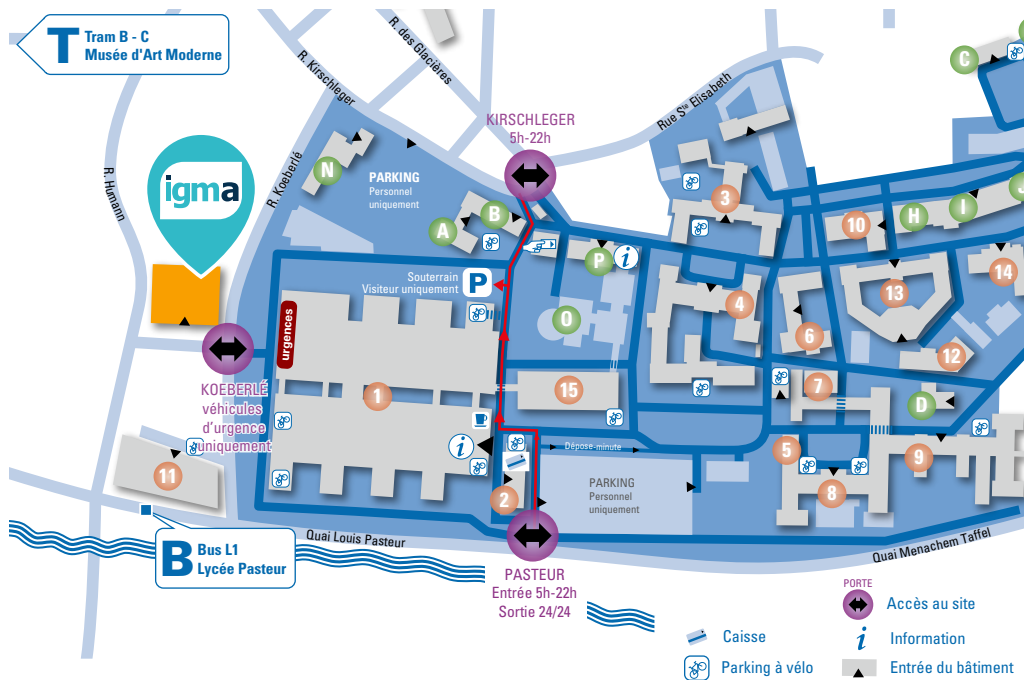 T
Tram B - C
Musée d'Art Moderne
R. Kirschleger
R. des Glacières
Rue Ste Elisabeth
C
KIRSCHLEGER
5h-22h
R. Humann
igma
R. Koeberlé
N
PARKING
Personnel
uniquement
A
B
3
10
H
I
J
P
i
Souterrain
Visiteur uniquement
P
O
4
6
13
14
12
urgences
KOEBERLÉ
véhicules
d'urgence
uniquement
1
15
7
D
i
Dépose-minute
11
2
PARKING
Personnel
uniquement
5
8
9
Quai Louis Pasteur
Quai Menachem Taffel
B
Bus L1
Lycée Pasteur
PASTEUR
Entrée 5h-22h
Sortie 24/24
PORTE
Accès au site
Caisse
i
Information
Parking à vélo
Entrée du bâtiment